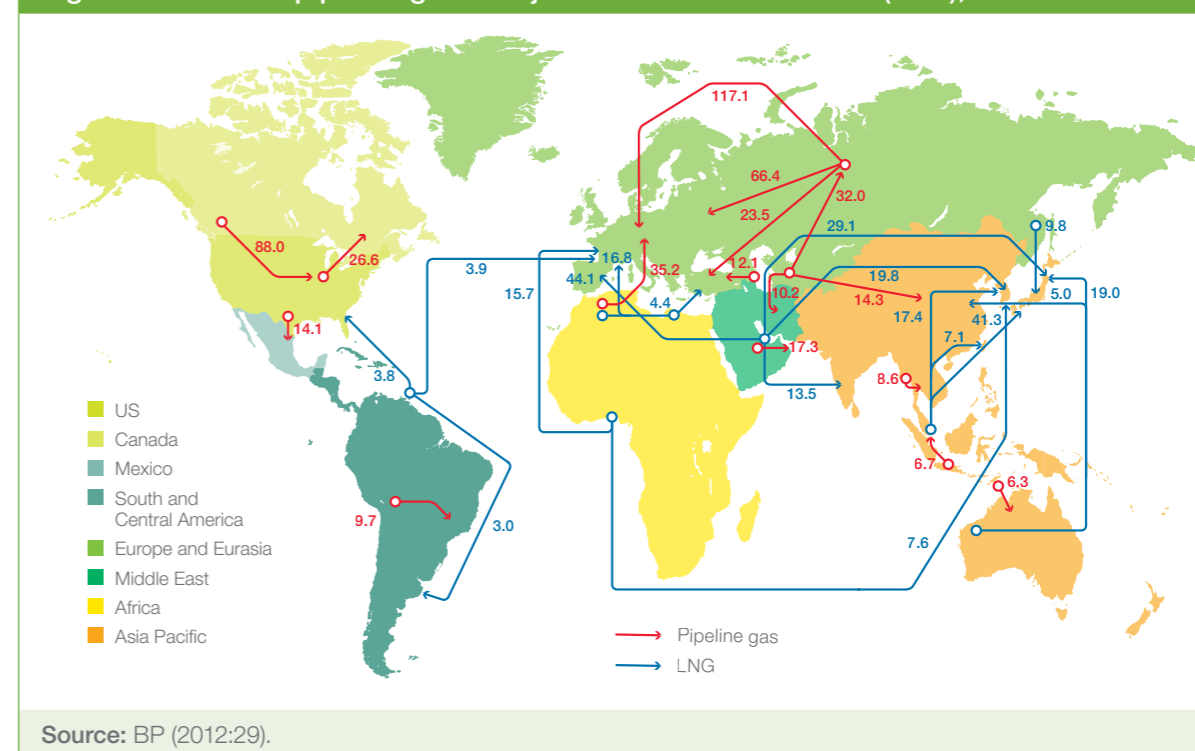 117.1
66.4
32.0
23.5
29.1
9.8
88.0
26.6
3.9
16.8
12.1
35.2
44.1
19.8
15.7
10.2
14.3
5.0
19.0
4.4
17.4
41.3
14.1
7.1
17.3
3.8
8.6
13.5
US
Canada
Mexico
South and
Central America
Europe and Eurasia
Middle East
Africa
Asia Pacific
6.7
6.3
9.7
3.0
7.6
Pipeline gas
LNG
Source: BP (2012:29).